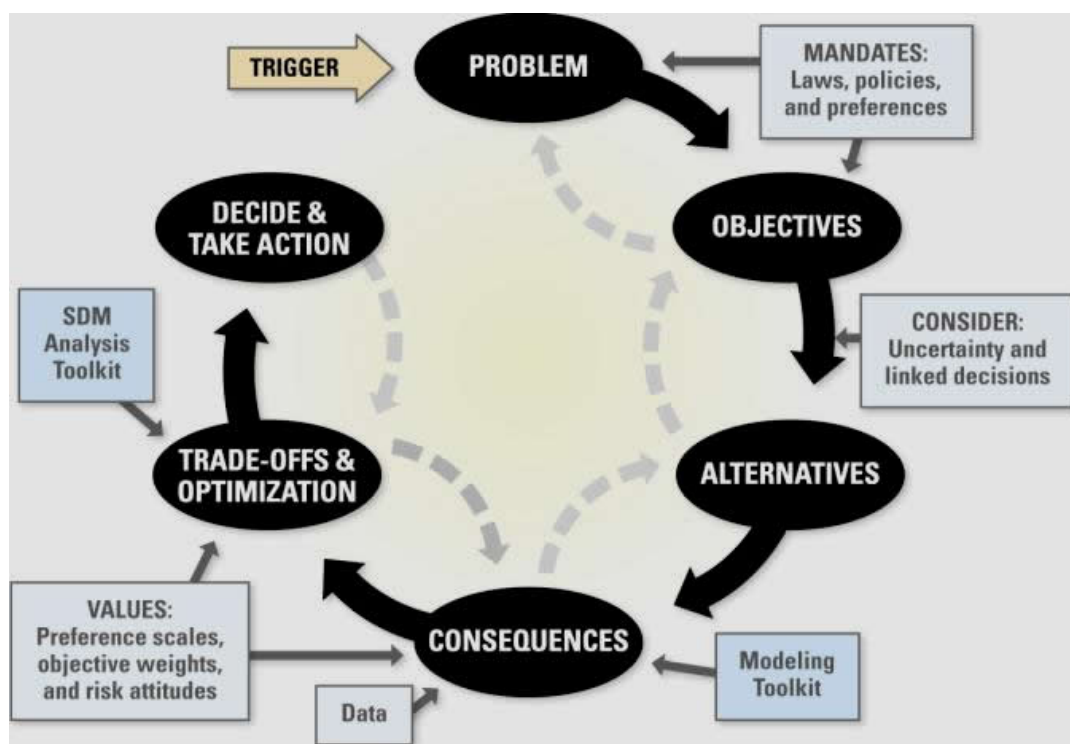 TRIGGER
PROBLEM
MANDATES:
Laws, policies,
and preferences
DECIDE &
TAKE ACTION
OBJECTIVES
SDM
Analysis
Toolkit
CONSIDER:
Uncertainty and
linked decisions
TRADE-OFFS &
OPTIMIZATION
ALTERNATIVES
VALUES:
Preference scales,
objective weights,
and risk attitudes
CONSEQUENCES
Modeling
Toolkit
Data